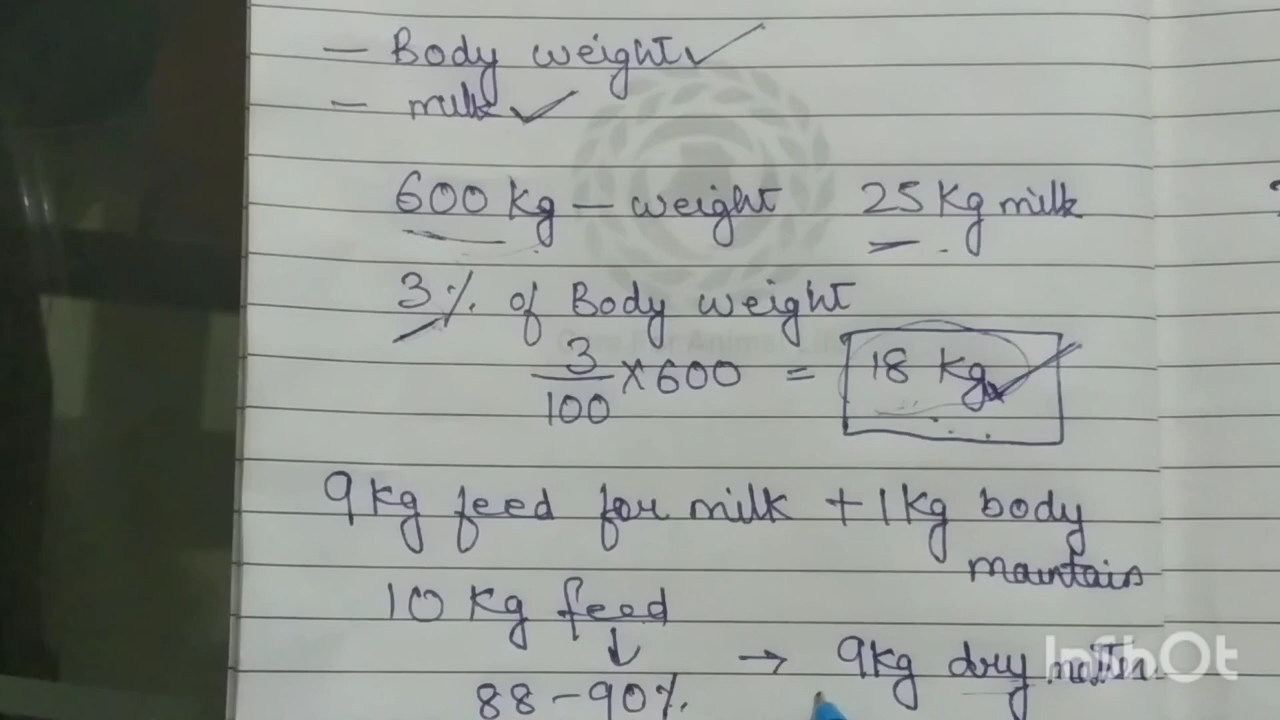 — Body weight ✓
— milk ✓
600 kg — weight 25 Kg milk
3 % of Body weight
3/100 × 600 = 18 kg ✓
9 kg feed for milk + 1 kg body
maintain
10 kg feed
↓
88 – 90 % → 9 kg dry matter
InShOt